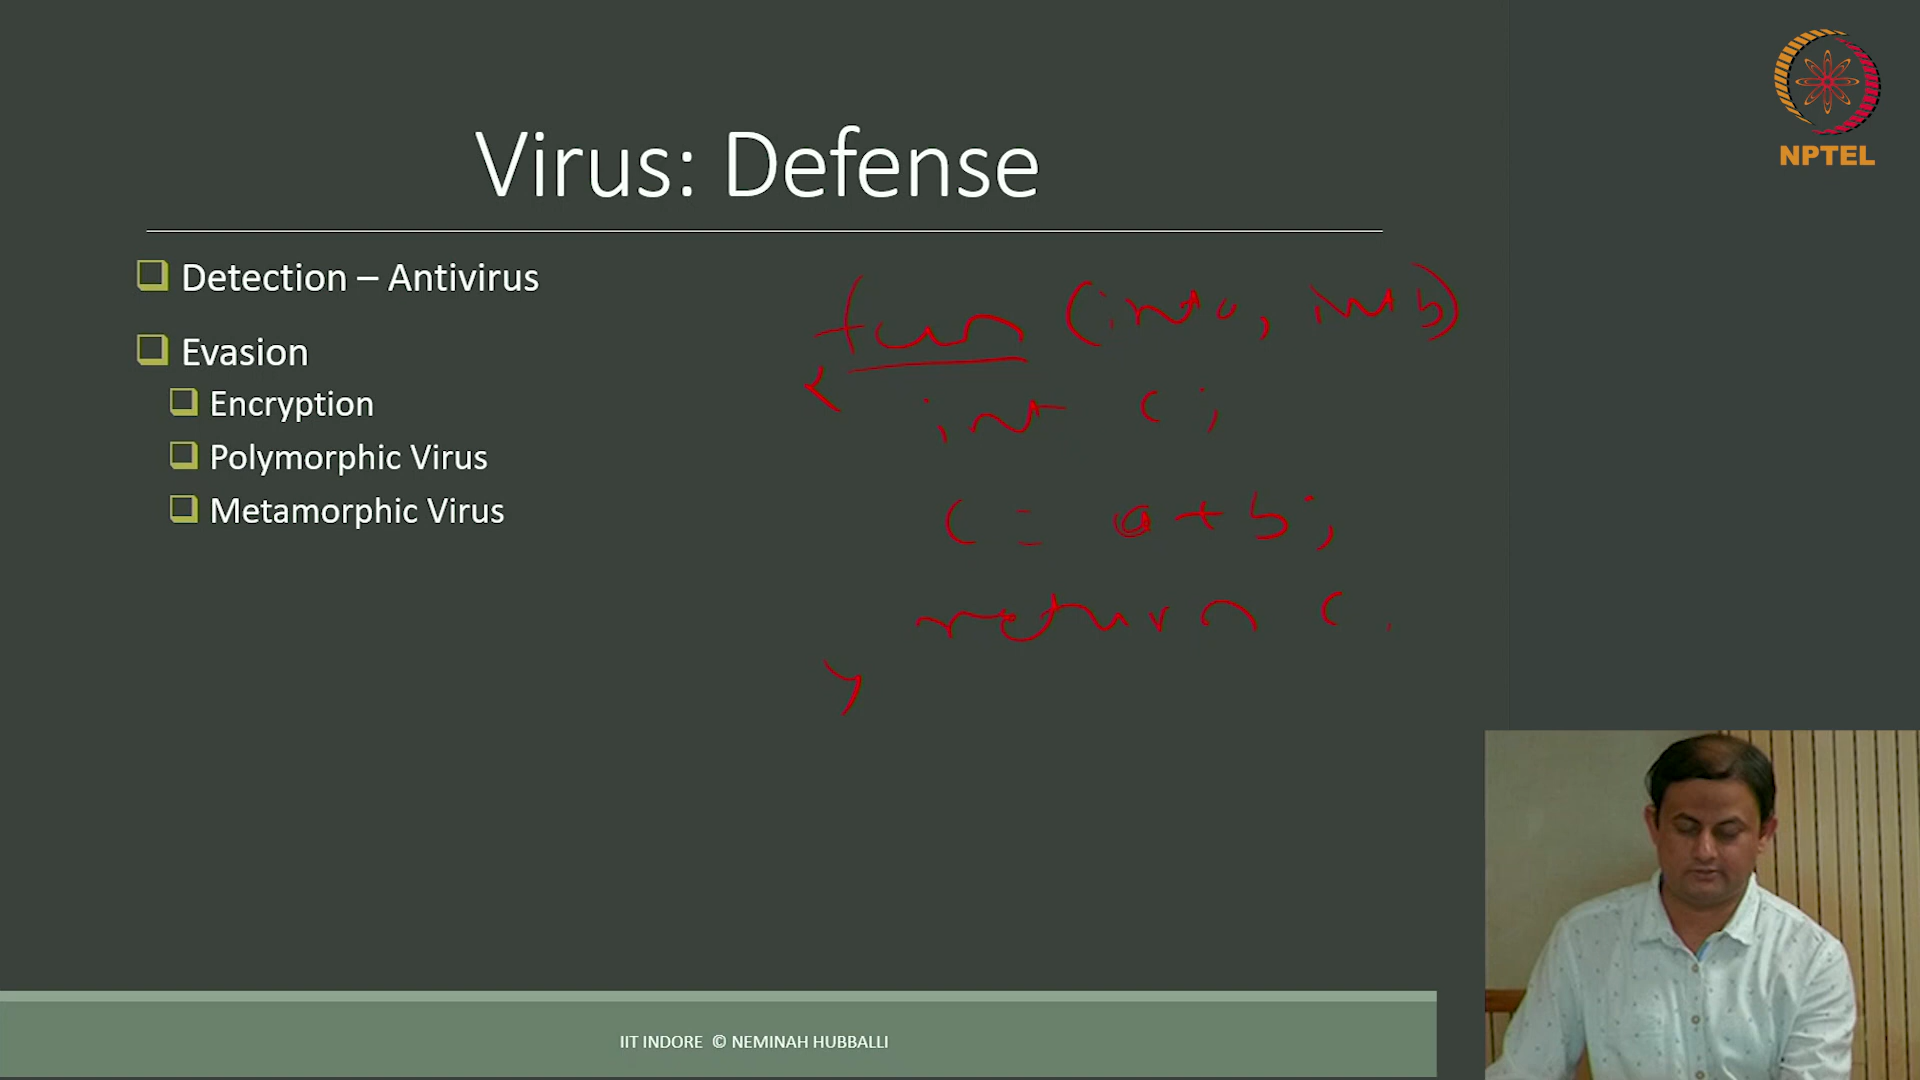 NPTEL
Virus: Defense
Detection – Antivirus
Evasion
Encryption
Polymorphic Virus
Metamorphic Virus
fun (int a, int b)
{
int c;
c = a + b;
return c.
}
IIT INDORE © NEMINAH HUBBALLI